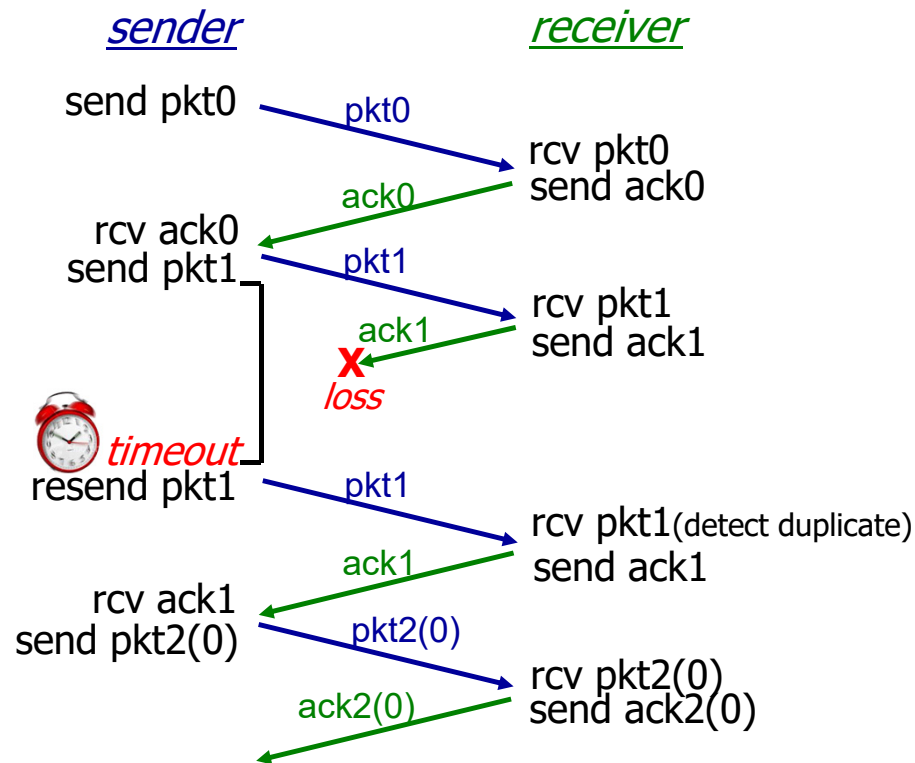 sender receiver
send pkt0
pkt0
rcv pkt0
send ack0
ack0
rcv ack0
send pkt1
pkt1
rcv pkt1
send ack1
ack1
X
loss
timeout
resend pkt1
pkt1
rcv pkt1(detect duplicate)
send ack1
ack1
rcv ack1
send pkt2(0)
pkt2(0)
rcv pkt2(0)
send ack2(0)
ack2(0)